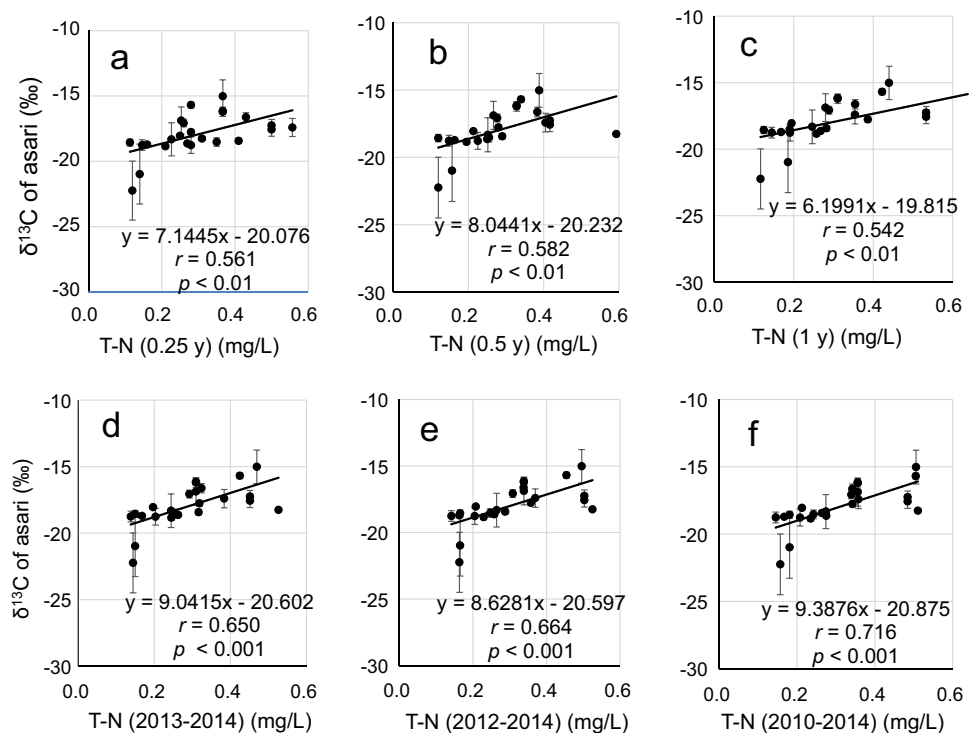 a
-10
-15
-20
-25
-30
δ¹³C of asari (‰)
y = 7.1445x - 20.076
r = 0.561
p < 0.01
0.0 0.2 0.4 0.6
T-N (0.25 y) (mg/L)
b
-10
-15
-20
-25
-30
y = 8.0441x - 20.232
r = 0.582
p < 0.01
0.0 0.2 0.4 0.6
T-N (0.5 y) (mg/L)
c
-10
-15
-20
-25
-30
y = 6.1991x - 19.815
r = 0.542
p < 0.01
0.0 0.2 0.4 0.6
T-N (1 y) (mg/L)
d
-10
-15
-20
-25
-30
δ¹³C of asari (‰)
y = 9.0415x - 20.602
r = 0.650
p < 0.001
0.0 0.2 0.4 0.6
T-N (2013-2014) (mg/L)
e
-10
-15
-20
-25
-30
y = 8.6281x - 20.597
r = 0.664
p < 0.001
0.0 0.2 0.4 0.6
T-N (2012-2014) (mg/L)
f
-10
-15
-20
-25
-30
y = 9.3876x - 20.875
r = 0.716
p < 0.001
0.0 0.2 0.4 0.6
T-N (2010-2014) (mg/L)